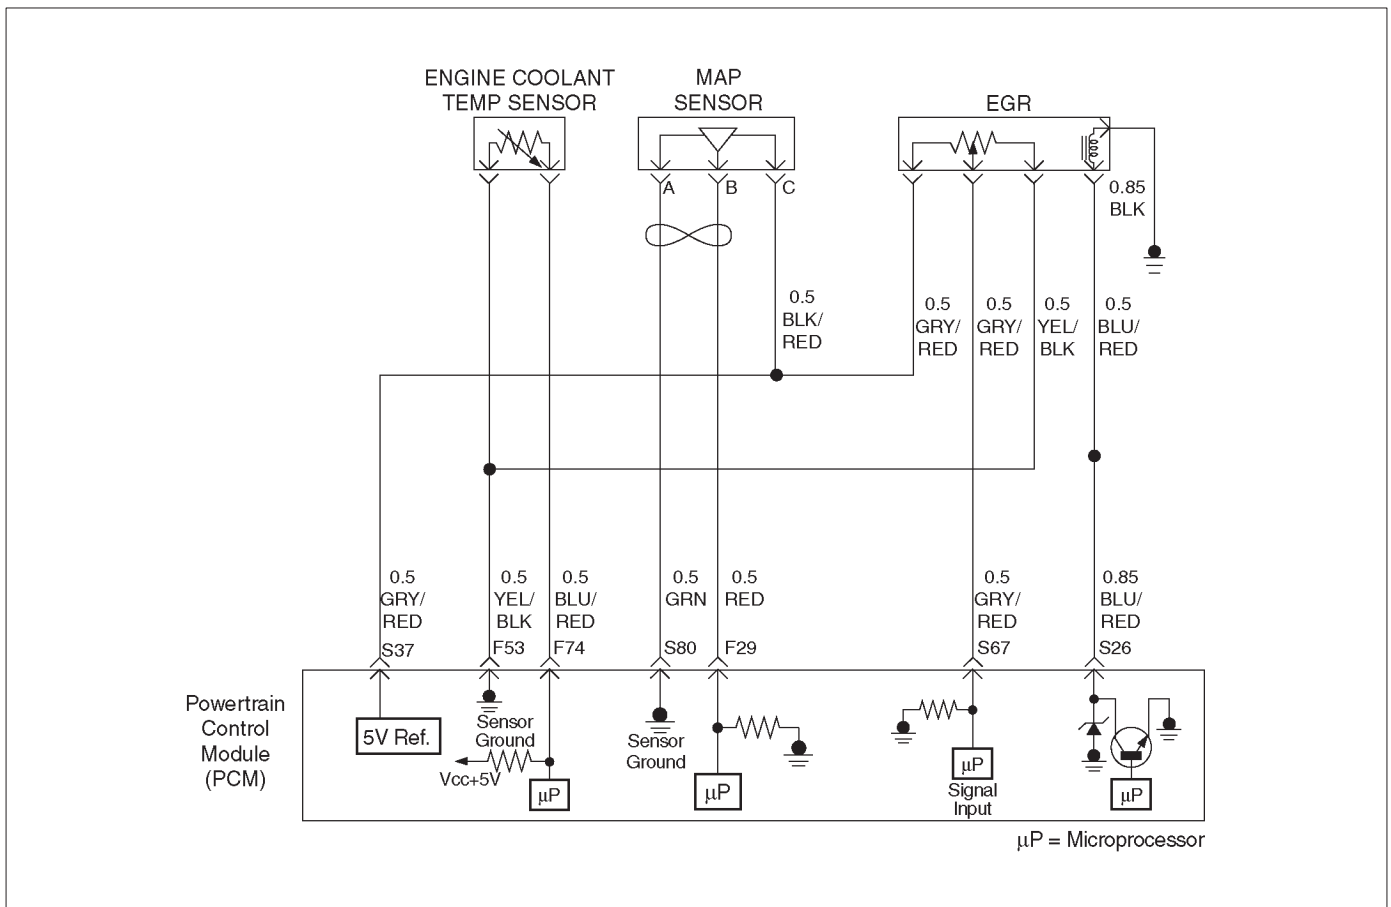 ENGINE COOLANT
TEMP SENSOR
MAP
SENSOR
EGR
A
B
C
0.85
BLK
0.5
BLK/
RED
0.5
GRY/
RED
0.5
GRY/
RED
0.5
YEL/
BLK
0.5
BLU/
RED
0.5
GRY/
RED
S37
0.5
YEL/
BLK
F53
0.5
BLU/
RED
F74
0.5
GRN
S80
0.5
RED
F29
0.5
GRY/
RED
S67
0.85
BLU/
RED
S26
Powertrain
Control
Module
(PCM)
5V Ref.
Sensor
Ground
Vcc+5V
µP
Sensor
Ground
µP
µP
Signal
Input
µP
µP = Microprocessor